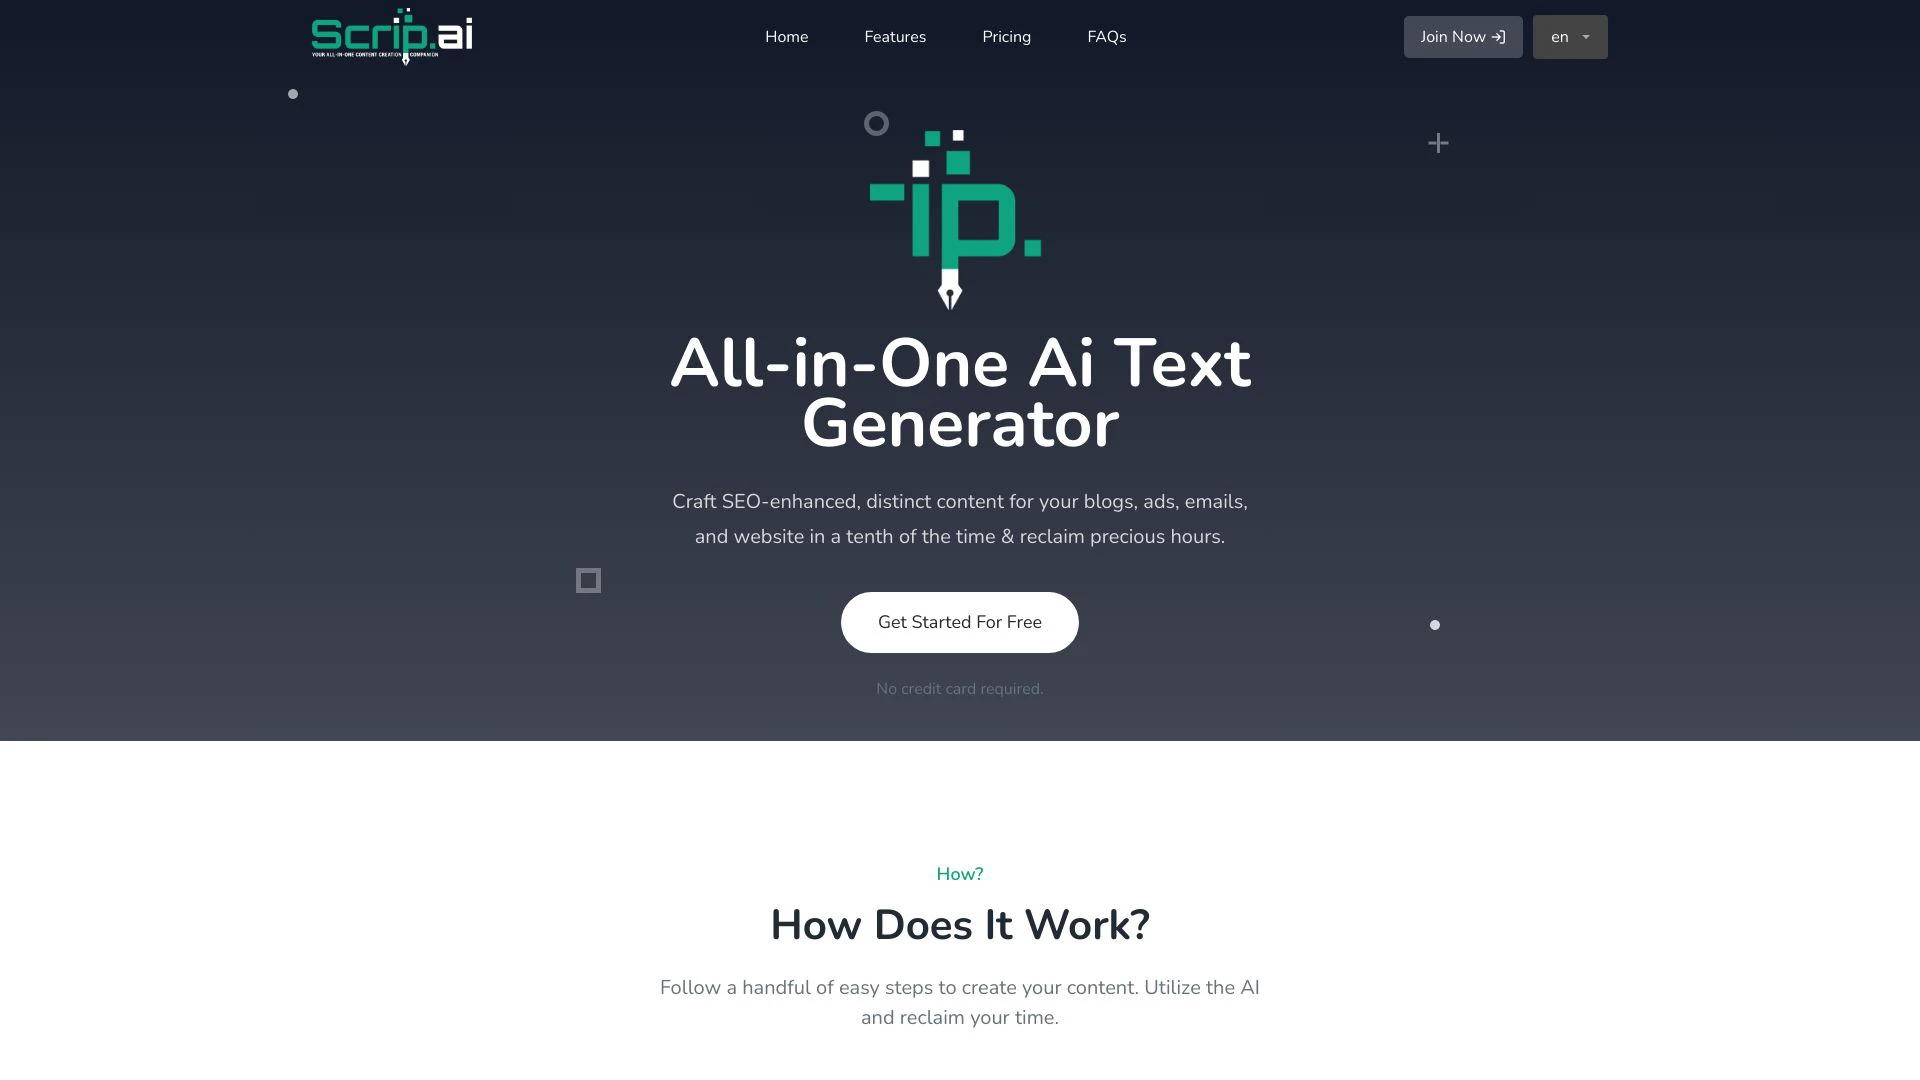 Scrip.ai
YOUR ALL-IN-ONE CONTENT CREATION COMPANION
Home
Features
Pricing
FAQs
Join Now
en
ip.
All-in-One Ai Text
Generator
Craft SEO-enhanced, distinct content for your blogs, ads, emails,
and website in a tenth of the time & reclaim precious hours.
Get Started For Free
No credit card required.
How?
How Does It Work?
Follow a handful of easy steps to create your content. Utilize the AI
and reclaim your time.